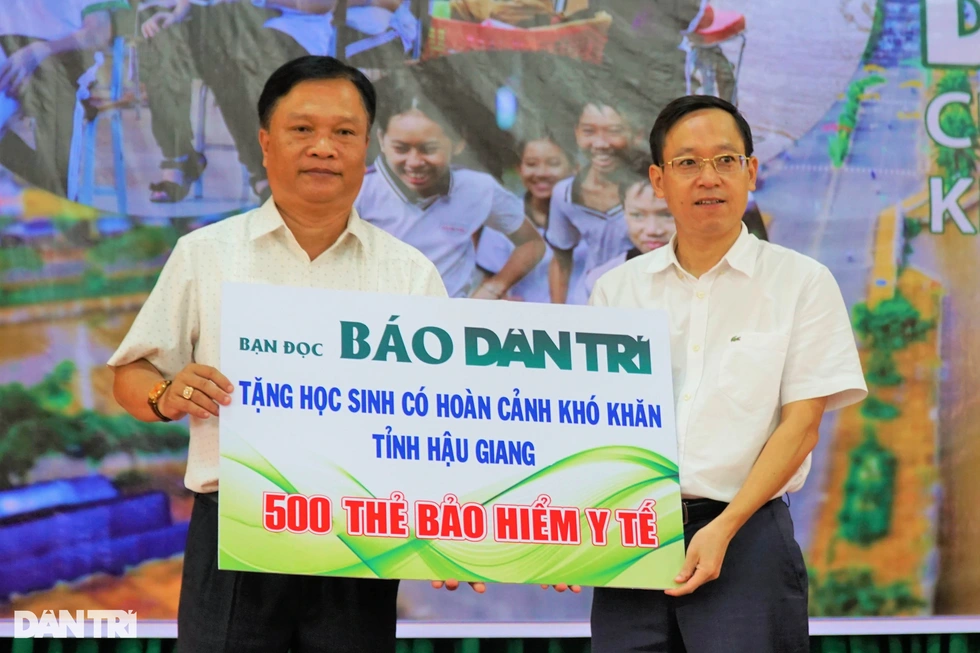 BẠN ĐỌC BÁO DÂN TRÍ
TẶNG HỌC SINH CÓ HOÀN CẢNH KHÓ KHĂN
TỈNH HẬU GIANG
500 THẺ BẢO HIỂM Y TẾ
DÂN TRÍ